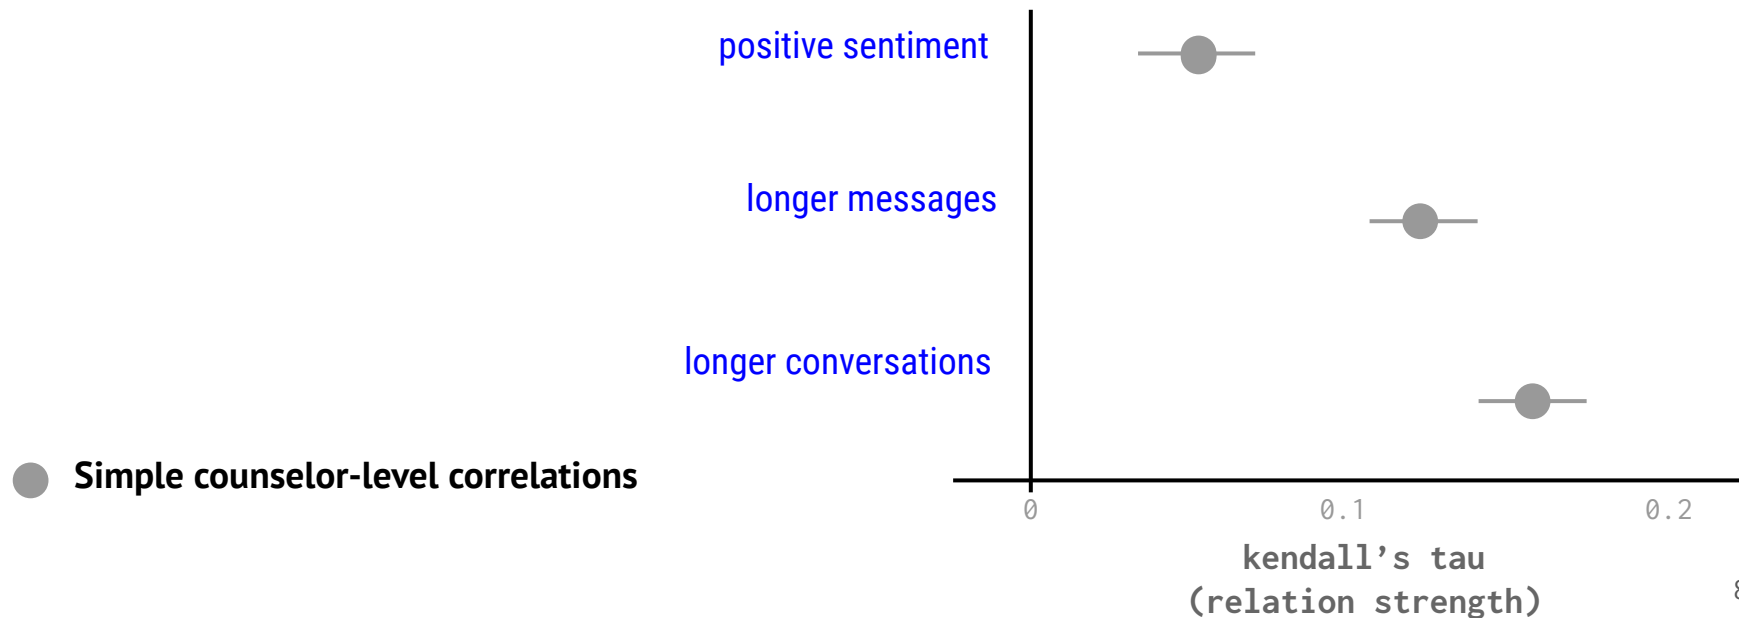 positive sentiment
longer messages
longer conversations
Simple counselor-level correlations
0 0.1 0.2
kendall’s tau
(relation strength)